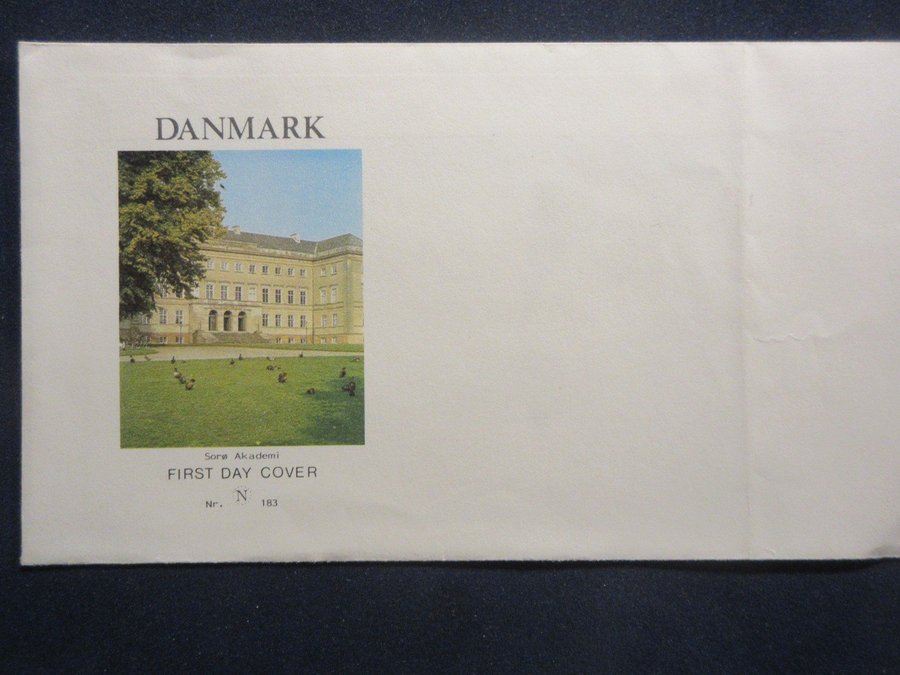 DANMARK
Sorø Akademi
FIRST DAY COVER
Nr. N 183